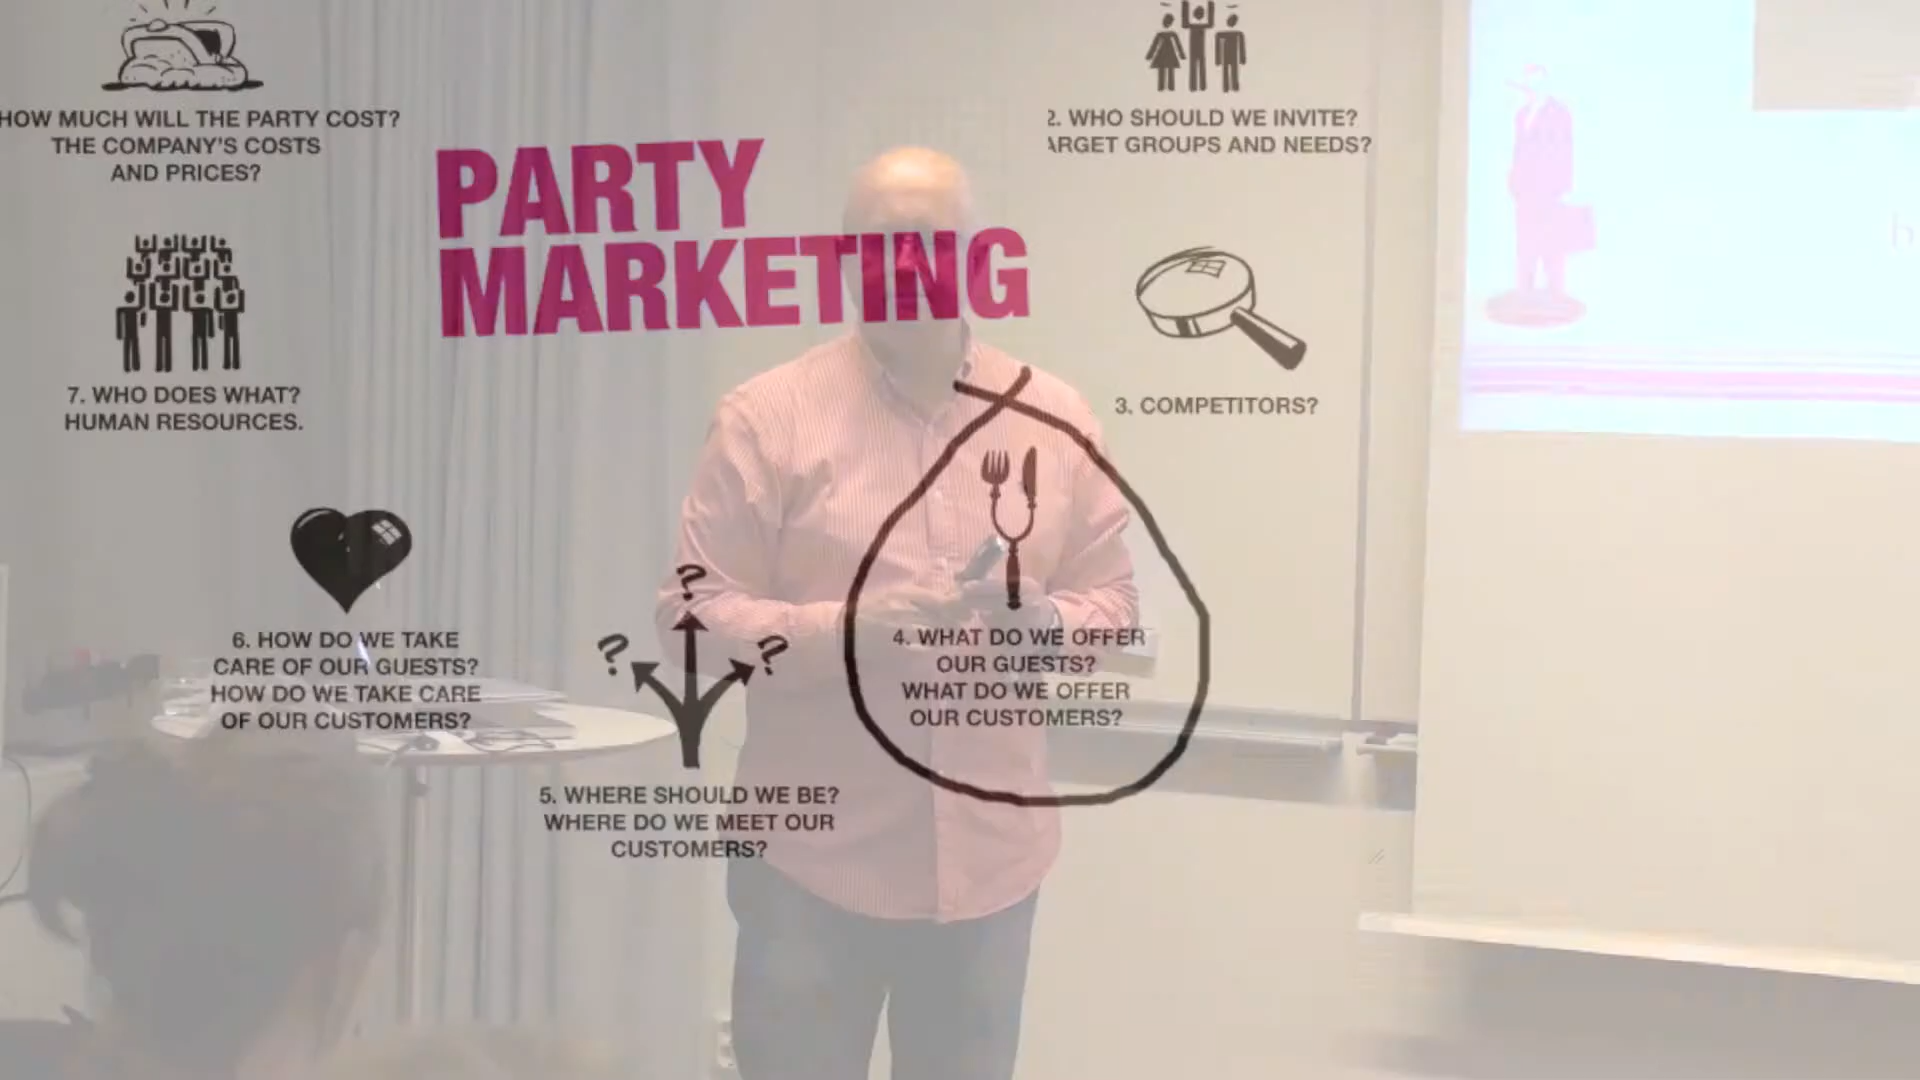 HOW MUCH WILL THE PARTY COST?
THE COMPANY'S COSTS
AND PRICES?
PARTY
MARKETING
2. WHO SHOULD WE INVITE?
ARGET GROUPS AND NEEDS?
3. COMPETITORS?
4. WHAT DO WE OFFER
OUR GUESTS?
WHAT DO WE OFFER
OUR CUSTOMERS?
? ? ?
5. WHERE SHOULD WE BE?
WHERE DO WE MEET OUR
CUSTOMERS?
6. HOW DO WE TAKE
CARE OF OUR GUESTS?
HOW DO WE TAKE CARE
OF OUR CUSTOMERS?
7. WHO DOES WHAT?
HUMAN RESOURCES.